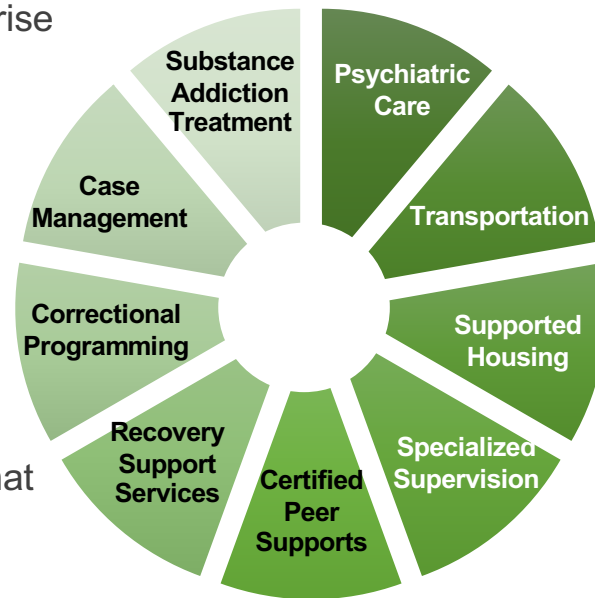 rise
Substance
Addiction
Treatment
Psychiatric
Care
Transportation
Supported
Housing
Specialized
Supervision
Certified
Peer
Supports
Recovery
Support
Services
Correctional
Programming
Case
Management